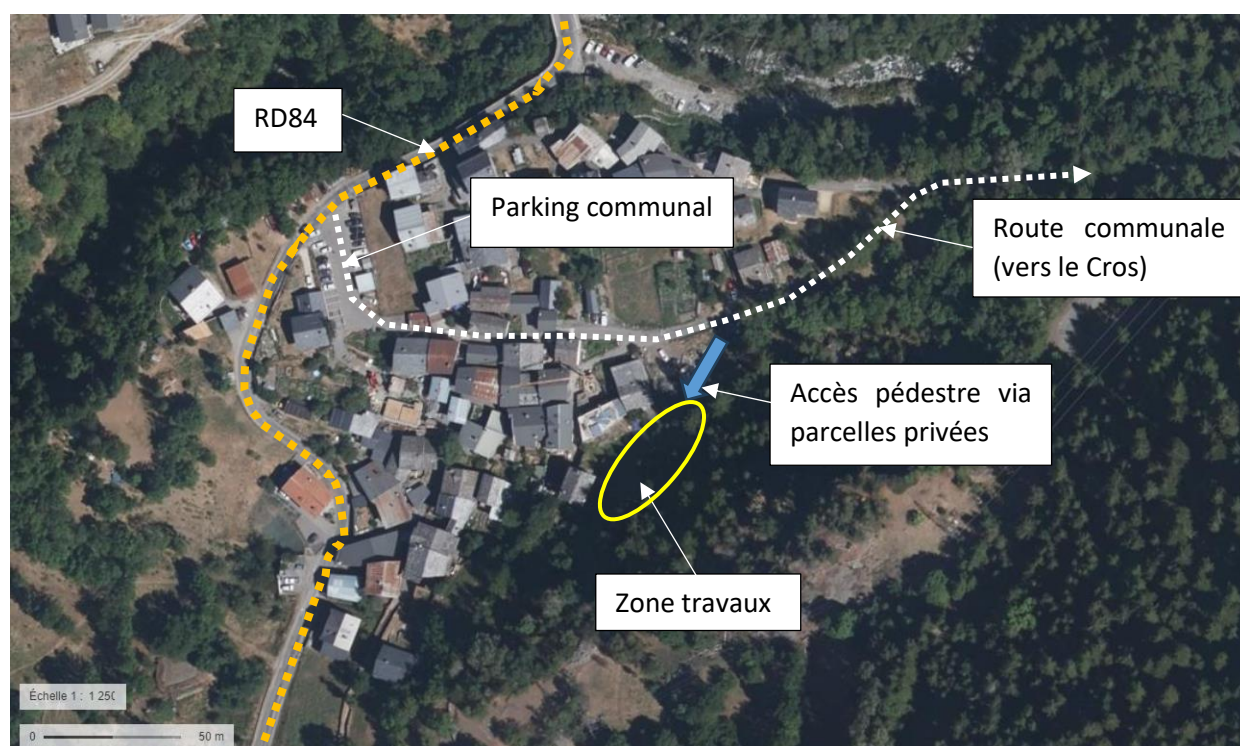 RD84
Parking communal
Route communale
(vers le Cros)
Accès pédestre via
parcelles privées
Zone travaux
Échelle 1 : 1 250
0 50 m